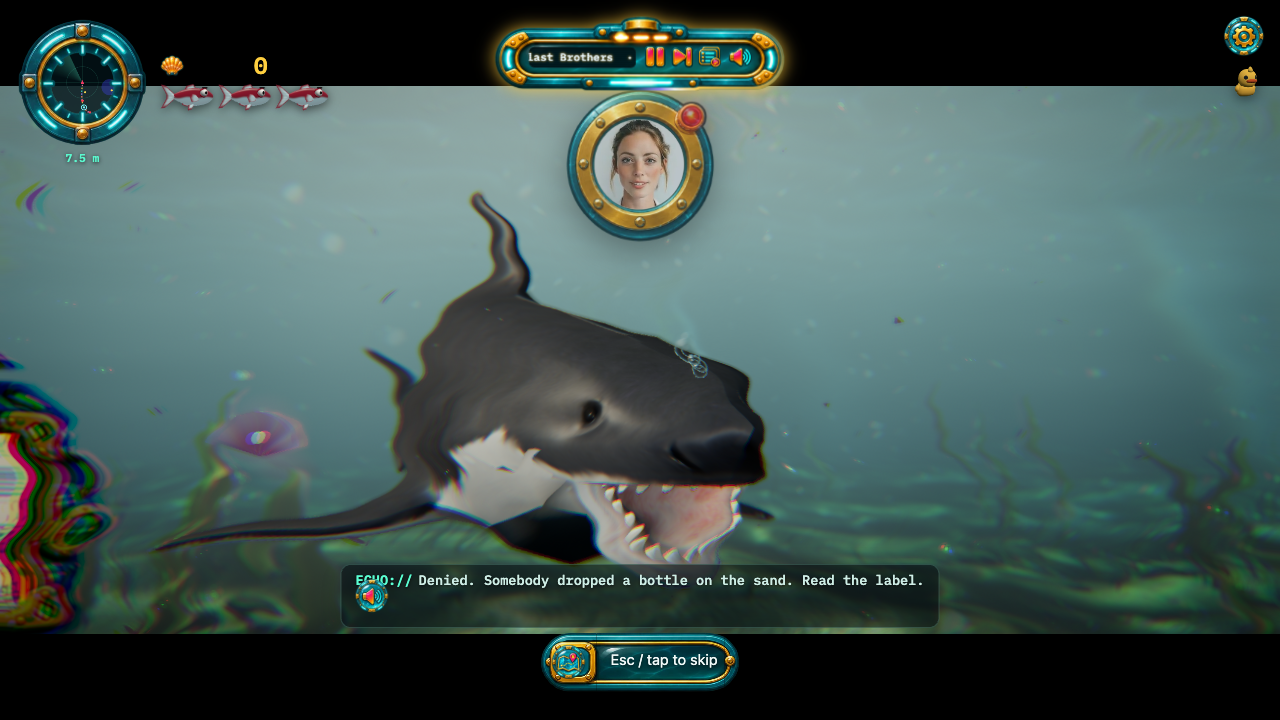 0
last Brothers
7.5 m
ECHO:// Denied. Somebody dropped a bottle on the sand. Read the label.
Esc / tap to skip